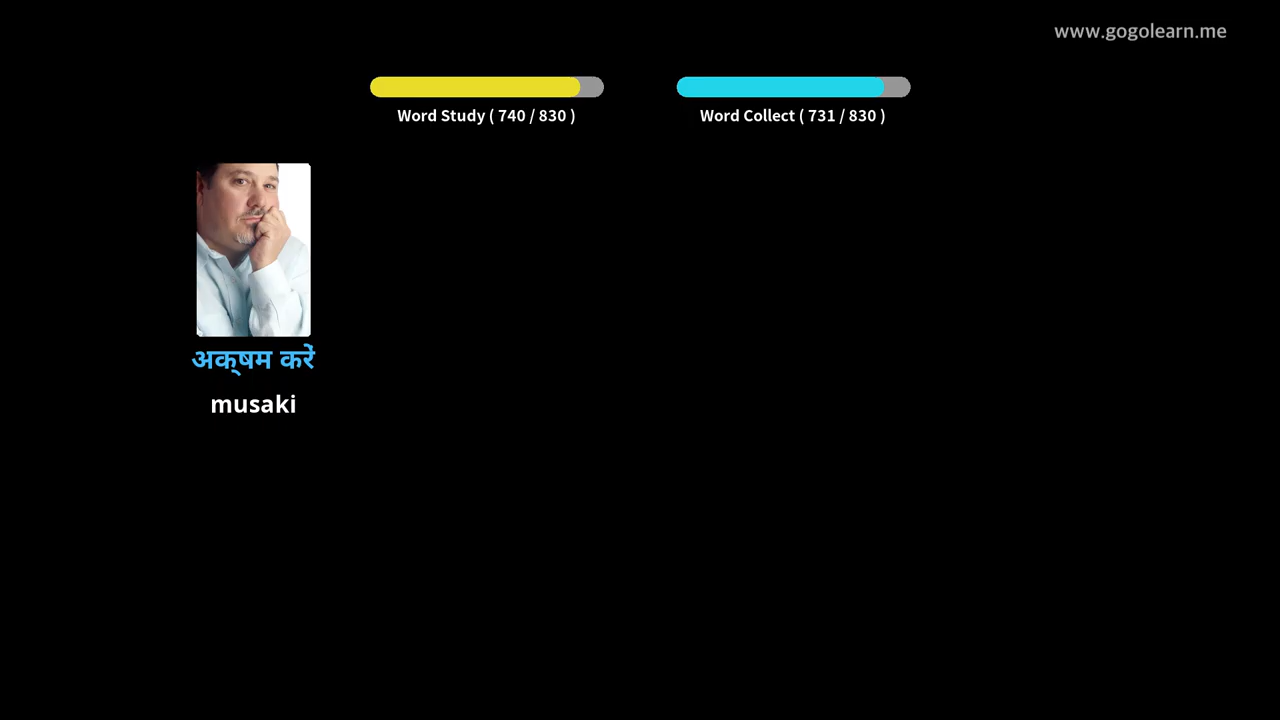 www.gogolearn.me
Word Study ( 740 / 830 )
Word Collect ( 731 / 830 )
अक्षम करें
musaki